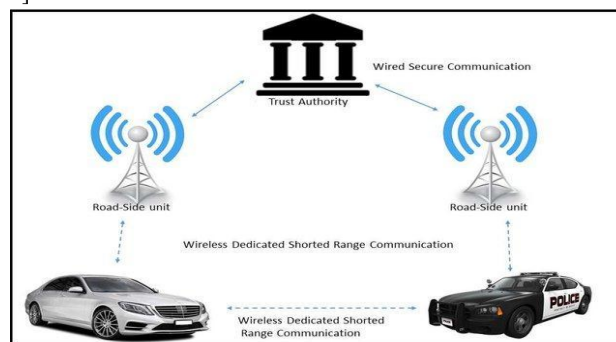 ]
Wired Secure Communication
Trust Authority
Road-Side unit
Road-Side unit
Wireless Dedicated Shorted Range Communication
POLICE
Wireless Dedicated Shorted
Range Communication